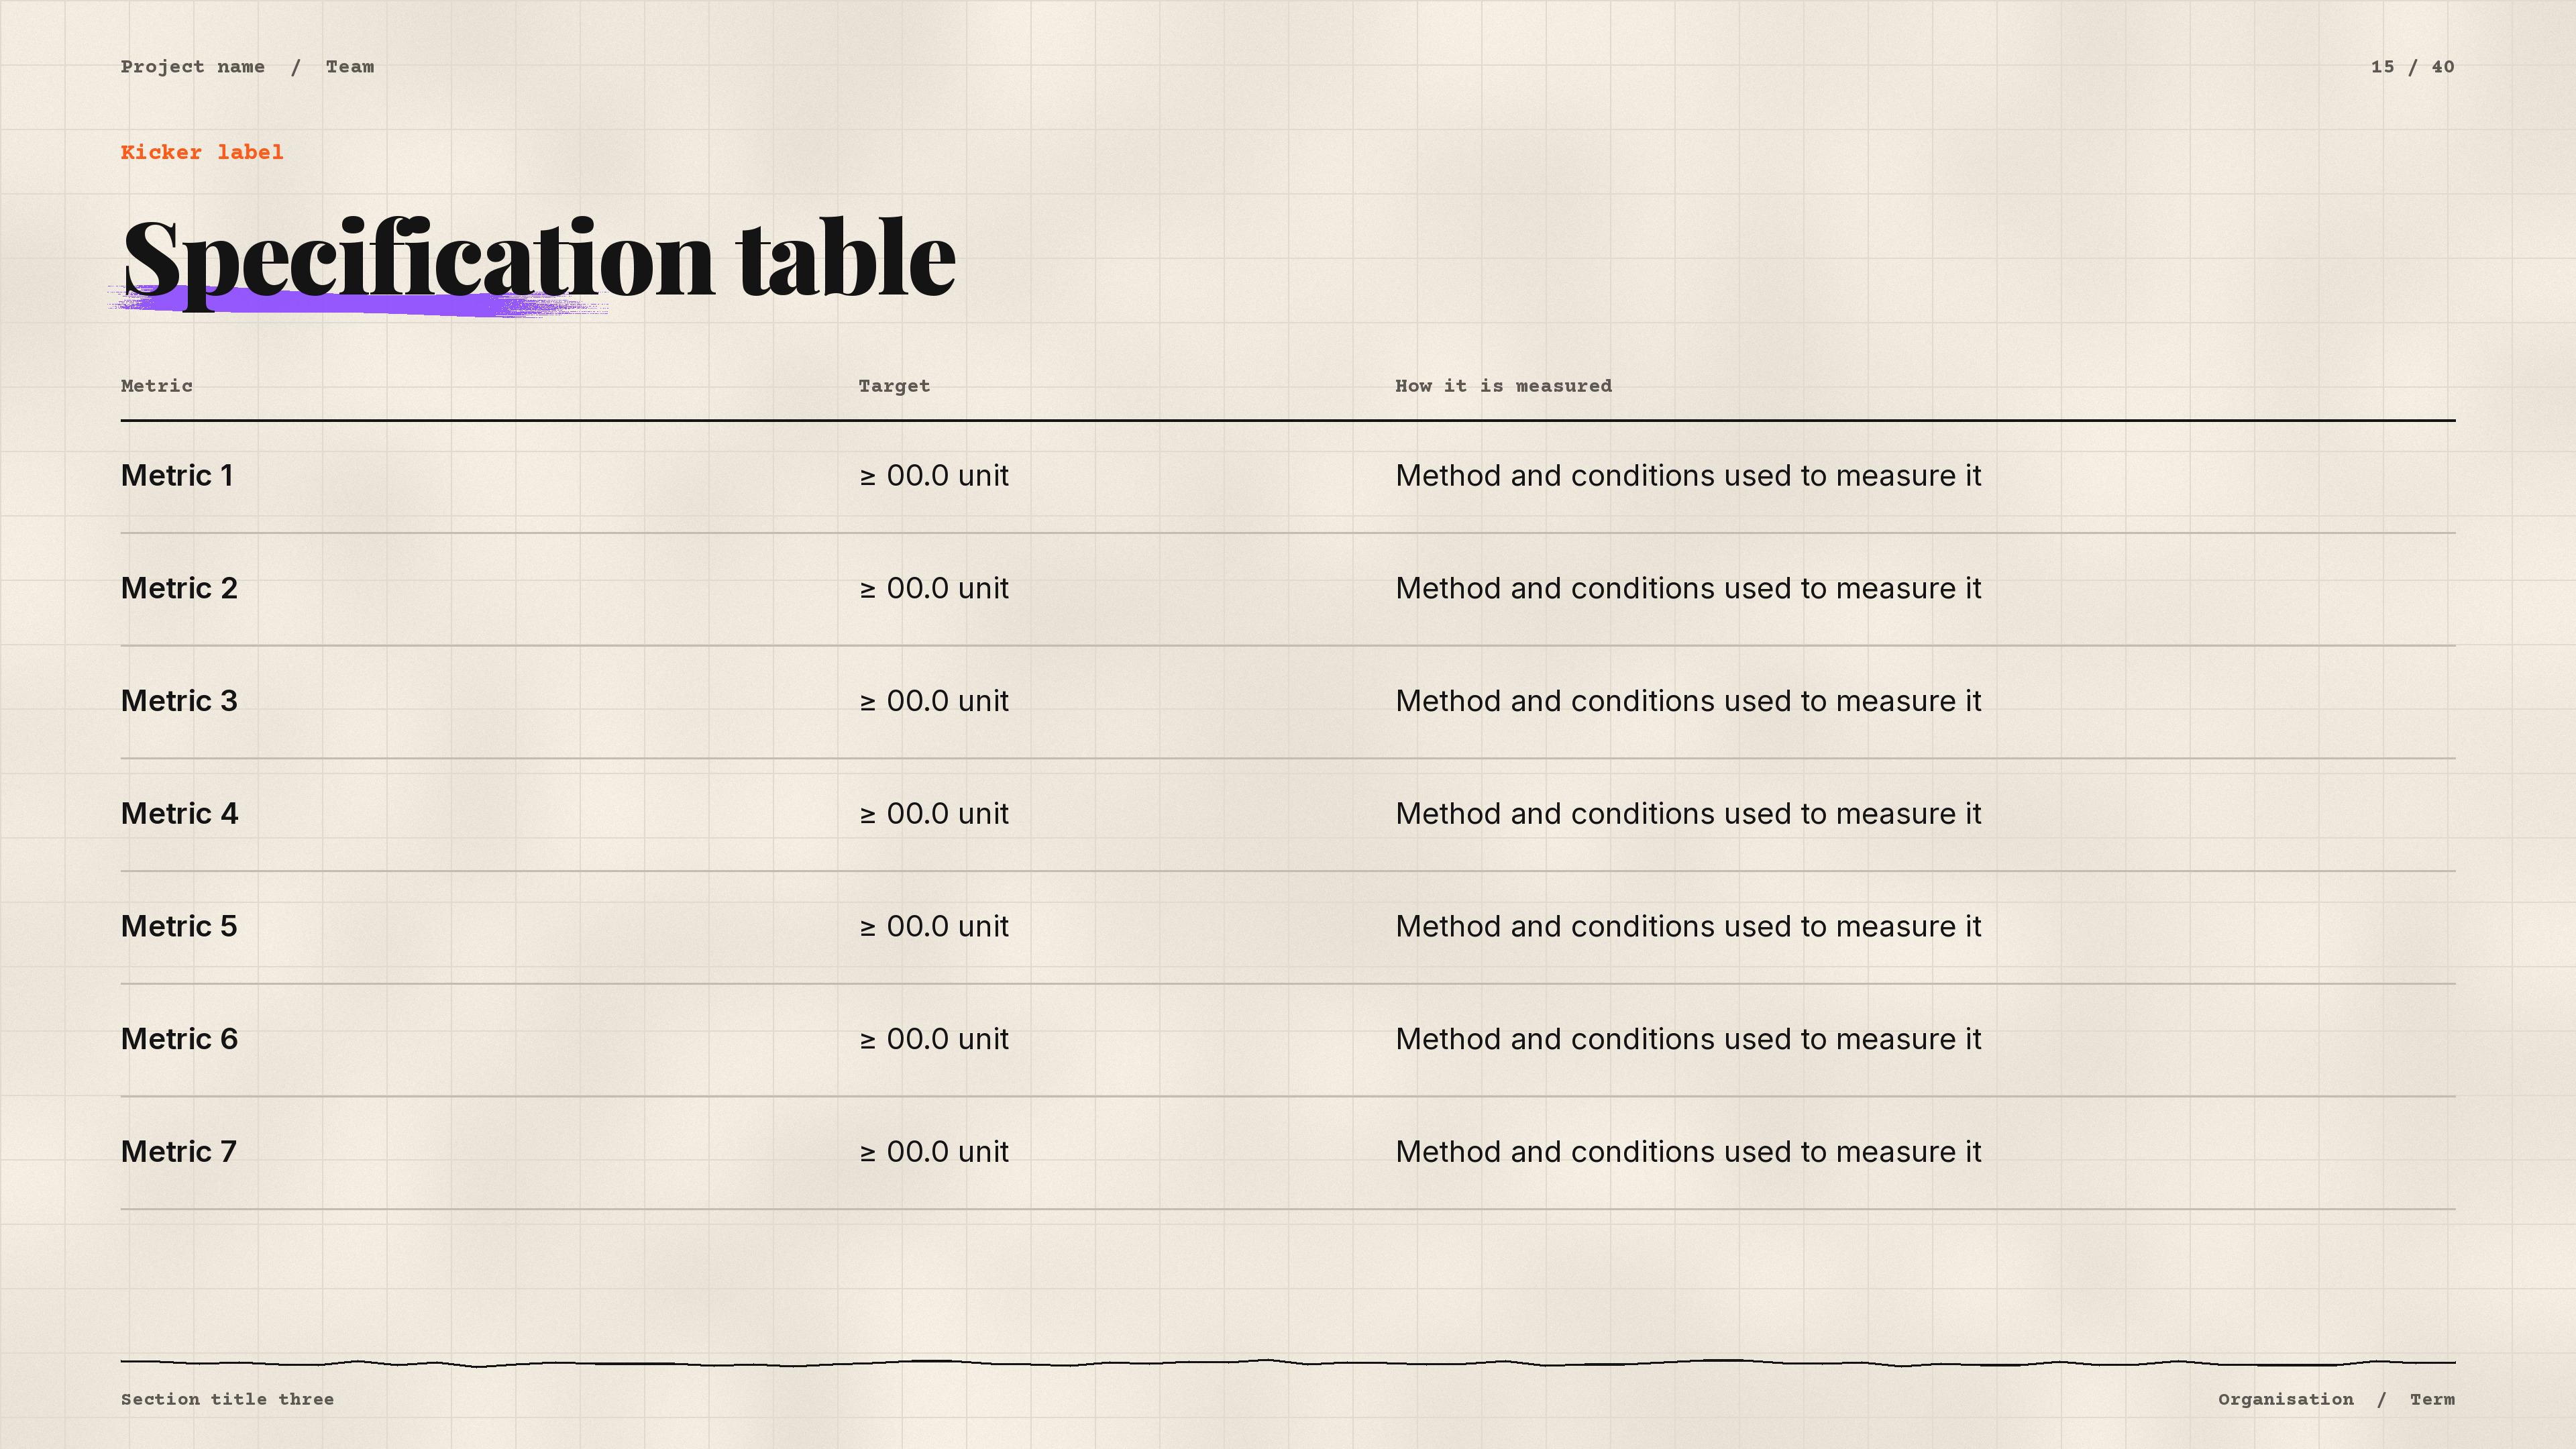 Project name / Team
15 / 40
Kicker label
Specification table
Metric Target How it is measured
Metric 1 ≥ 00.0 unit Method and conditions used to measure it
Metric 2 ≥ 00.0 unit Method and conditions used to measure it
Metric 3 ≥ 00.0 unit Method and conditions used to measure it
Metric 4 ≥ 00.0 unit Method and conditions used to measure it
Metric 5 ≥ 00.0 unit Method and conditions used to measure it
Metric 6 ≥ 00.0 unit Method and conditions used to measure it
Metric 7 ≥ 00.0 unit Method and conditions used to measure it
Section title three
Organisation / Term